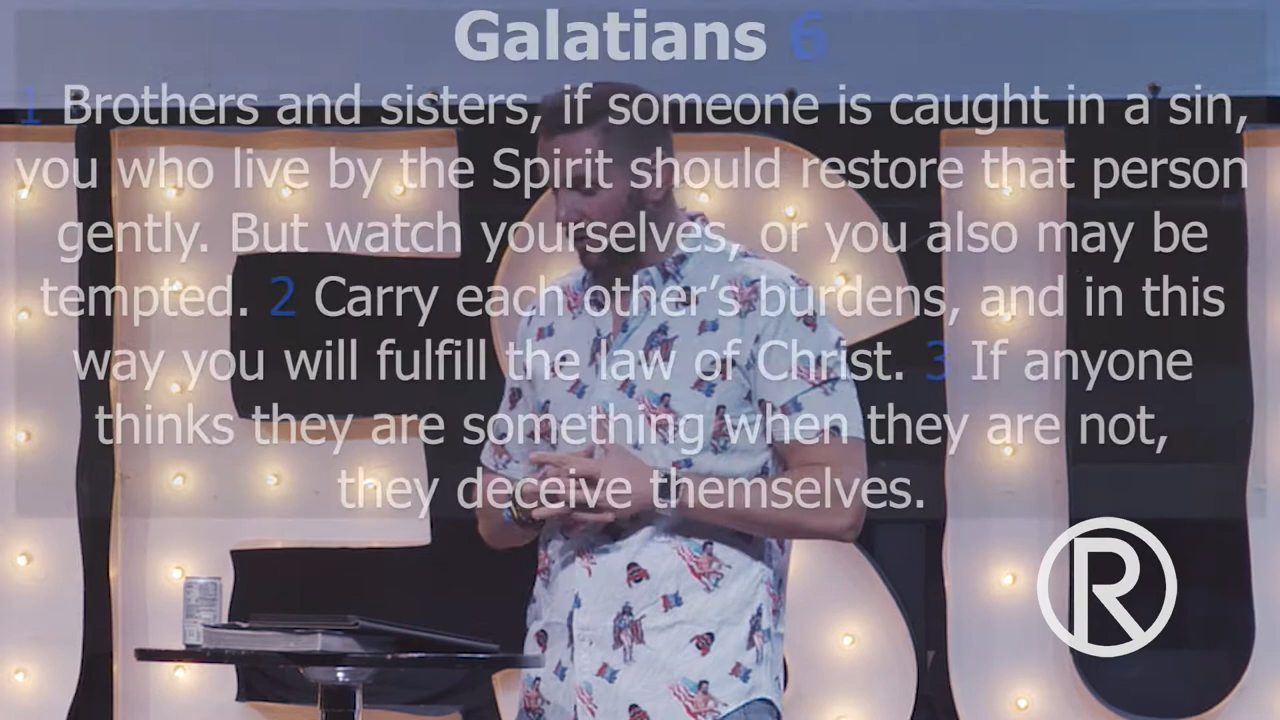 Galatians 6
1 Brothers and sisters, if someone is caught in a sin,
you who live by the Spirit should restore that person
gently. But watch yourselves, or you also may be
tempted. 2 Carry each other’s burdens, and in this
way you will fulfill the law of Christ. 3 If anyone
thinks they are something when they are not,
they deceive themselves.
ESU
R